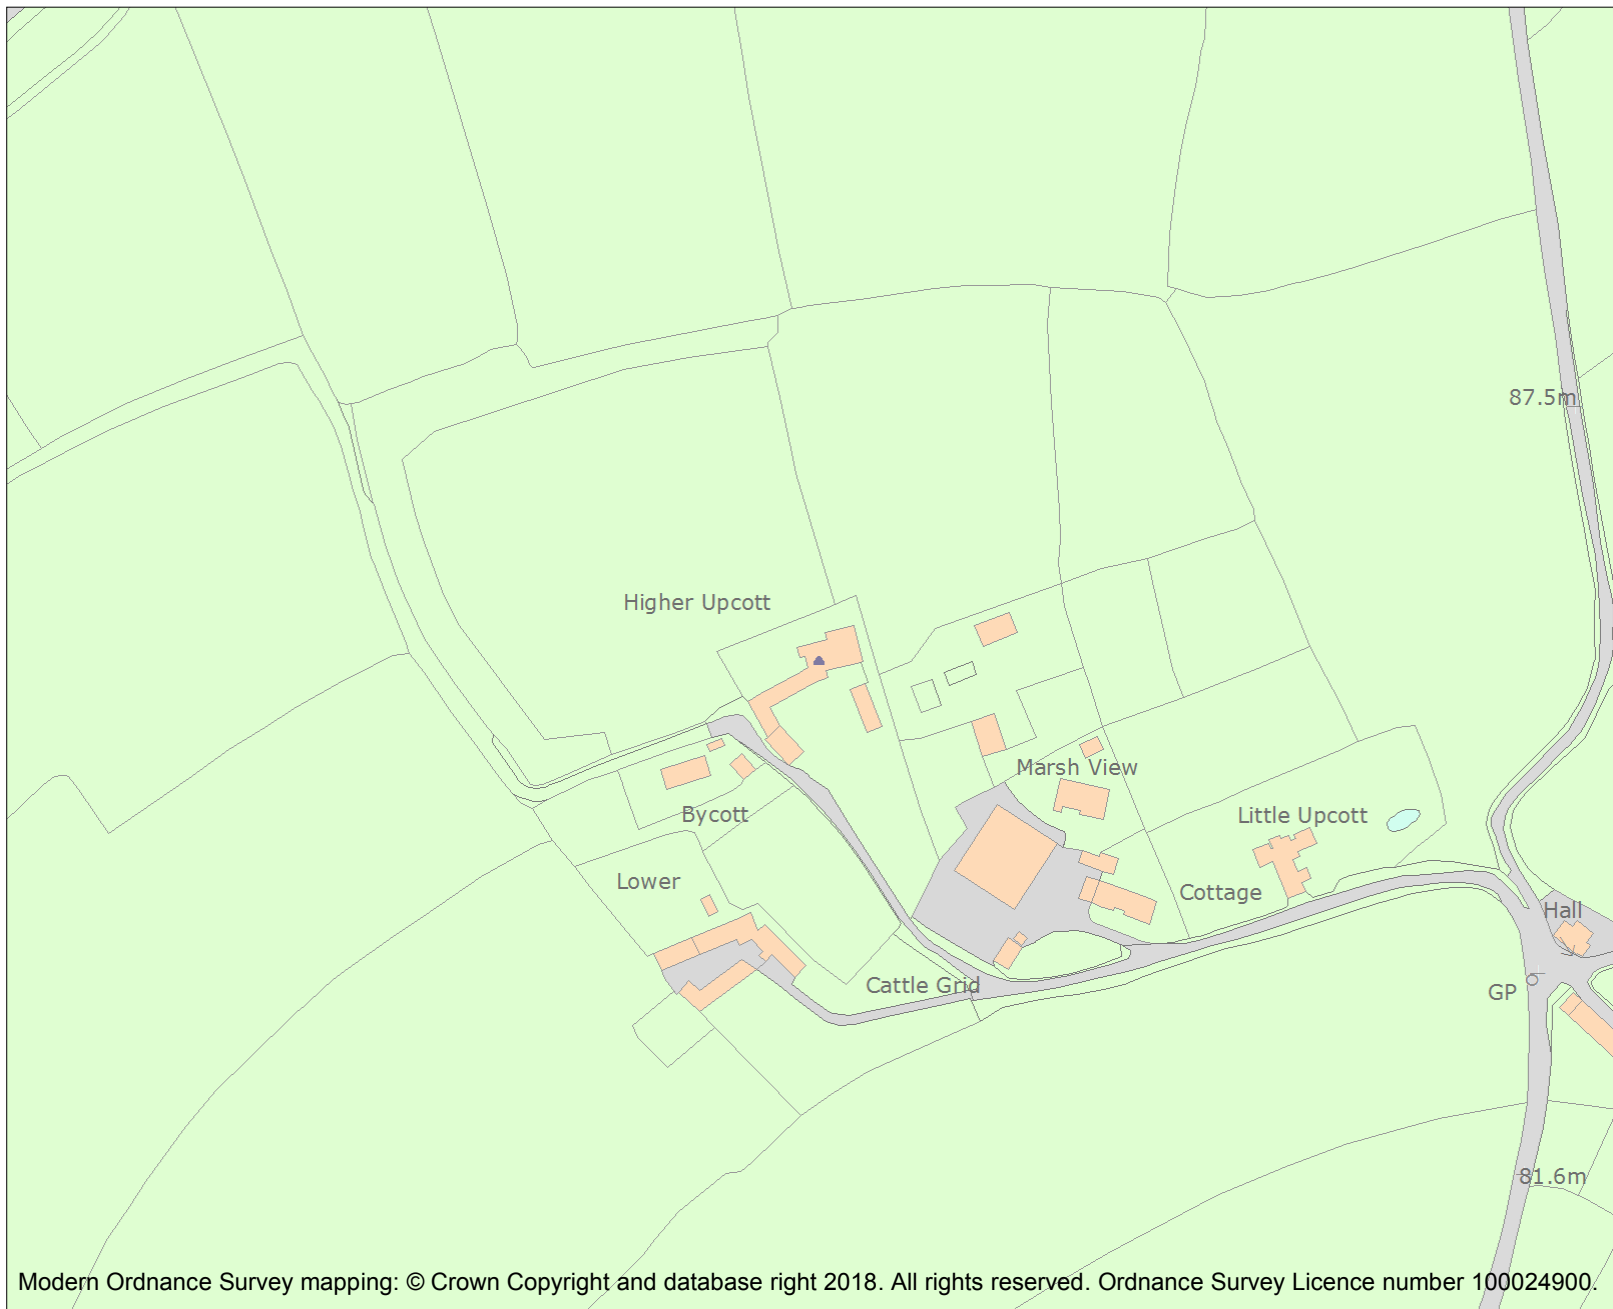 87.5m
Higher Upcott
Marsh View
Bycott
Little Upcott
Lower
Cottage
Hall
Cattle Grid
GP
81.6m
Modern Ordnance Survey mapping: © Crown Copyright and database right 2018. All rights reserved. Ordnance Survey Licence number 100024900.